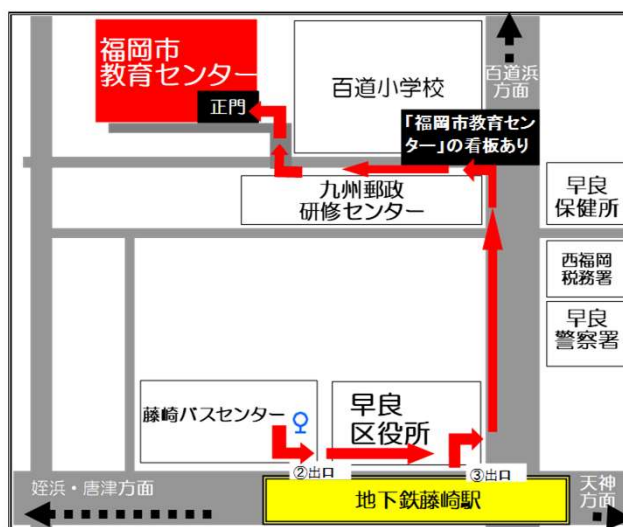 福岡市
教育センター
正門
百道小学校
百道浜
方面
「福岡市教育セン
ター」の看板あり
九州郵政
研修センター
早良
保健所
西福岡
税務署
早良
警察署
藤崎バスセンター
早良
区役所
②出口
③出口
姪浜・唐津方面
地下鉄藤崎駅
天神
方面